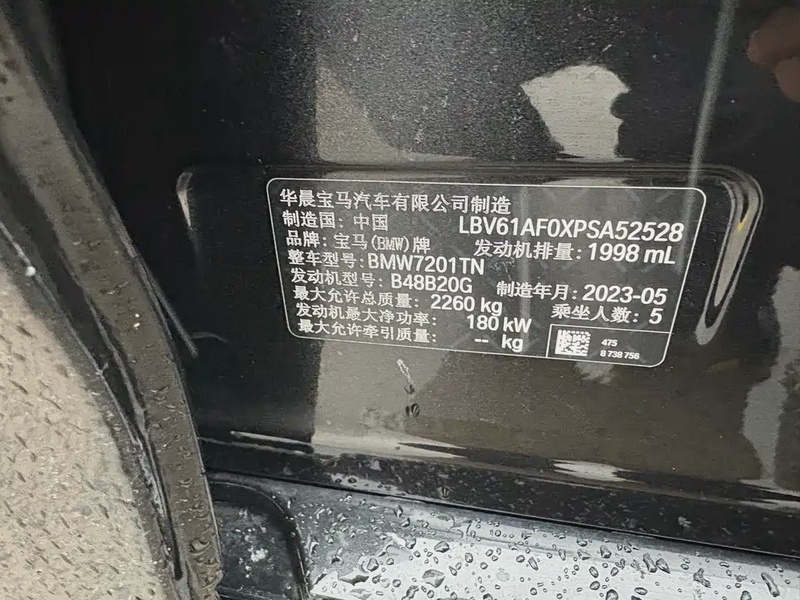 华晨宝马汽车有限公司制造
制造国: 中国 LBV61AF0XPSA52528
品牌: 宝马(BMW)牌 发动机排量: 1998 mL
整车型号: BMW7201TN
发动机型号: B48B20G 制造年月: 2023-05
最大允许总质量: 2260 kg 乘坐人数: 5
发动机最大净功率: 180 kW
最大允许牵引质量: -- kg
475
8 738 756